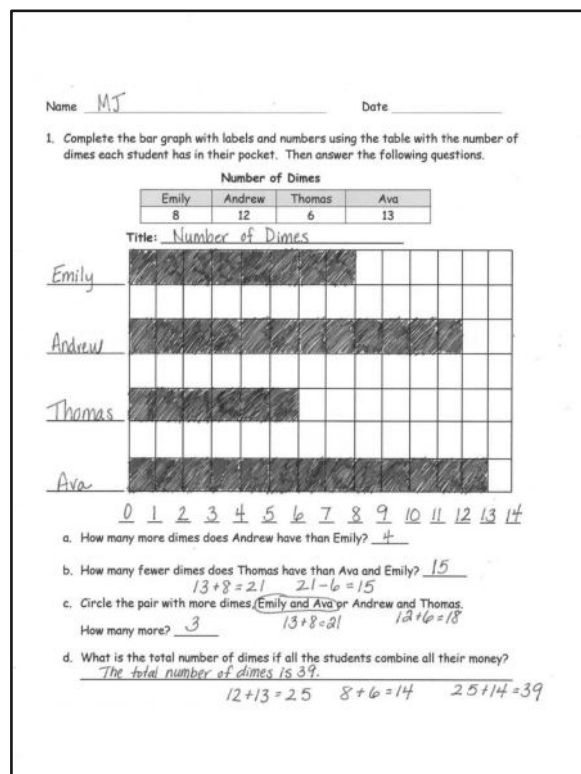 Name MJ Date
1. Complete the bar graph with labels and numbers using the table with the number of
dimes each student has in their pocket. Then answer the following questions.
Number of Dimes
Emily Andrew Thomas Ava
8 12 6 13
Title: Number of Dimes
Emily
Andrew
Thomas
Ava
0 1 2 3 4 5 6 7 8 9 10 11 12 13 14
a. How many more dimes does Andrew have than Emily? 4
b. How many fewer dimes does Thomas have than Ava and Emily? 15
13+8=21 21-6=15
c. Circle the pair with more dimes, Emily and Ava or Andrew and Thomas.
How many more? 3 13+8=21 12+6=18
d. What is the total number of dimes if all the students combine all their money?
The total number of dimes is 39.
12+13=25 8+6=14 25+14=39